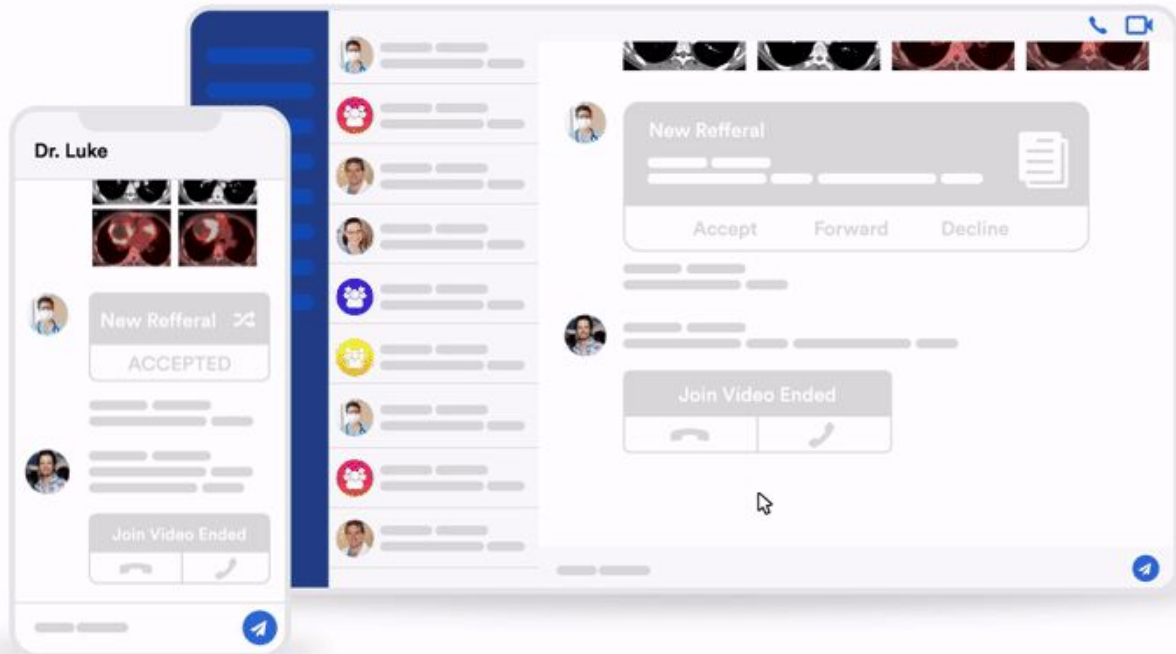 Dr. Luke
New Refferal
ACCEPTED
Join Video Ended
New Refferal
Accept Forward Decline
Join Video Ended